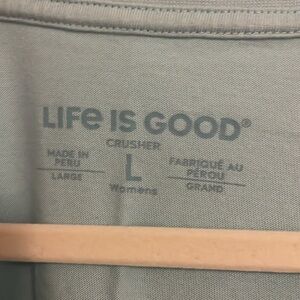 LIFE IS GOOD®
CRUSHER
MADE IN PERU
LARGE
L
Womens
FABRIQUÉ AU PÉROU
GRAND